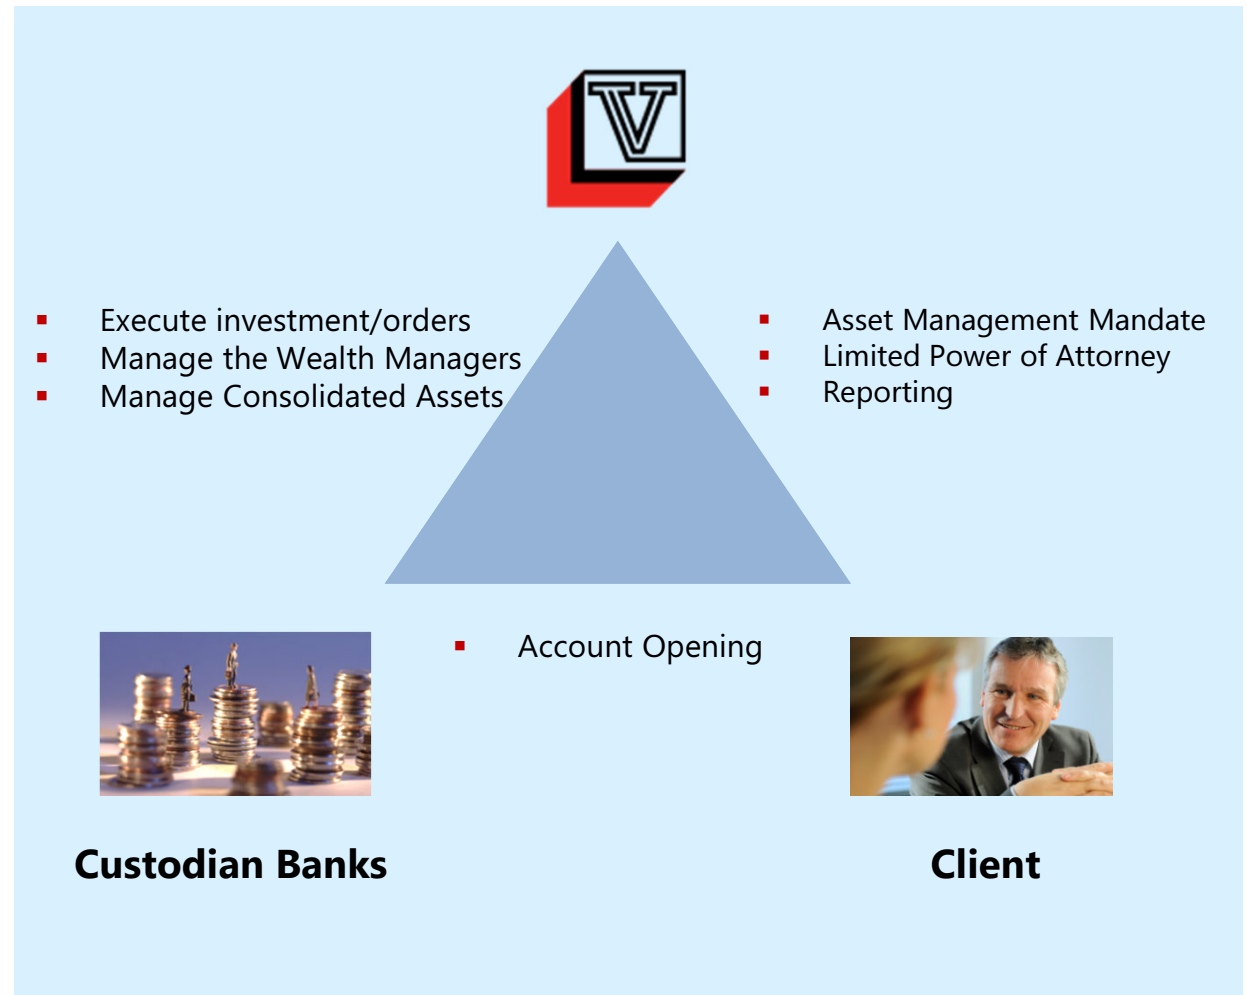 V
Execute investment/orders
Manage the Wealth Managers
Manage Consolidated Assets
Asset Management Mandate
Limited Power of Attorney
Reporting
Account Opening
Custodian Banks
Client